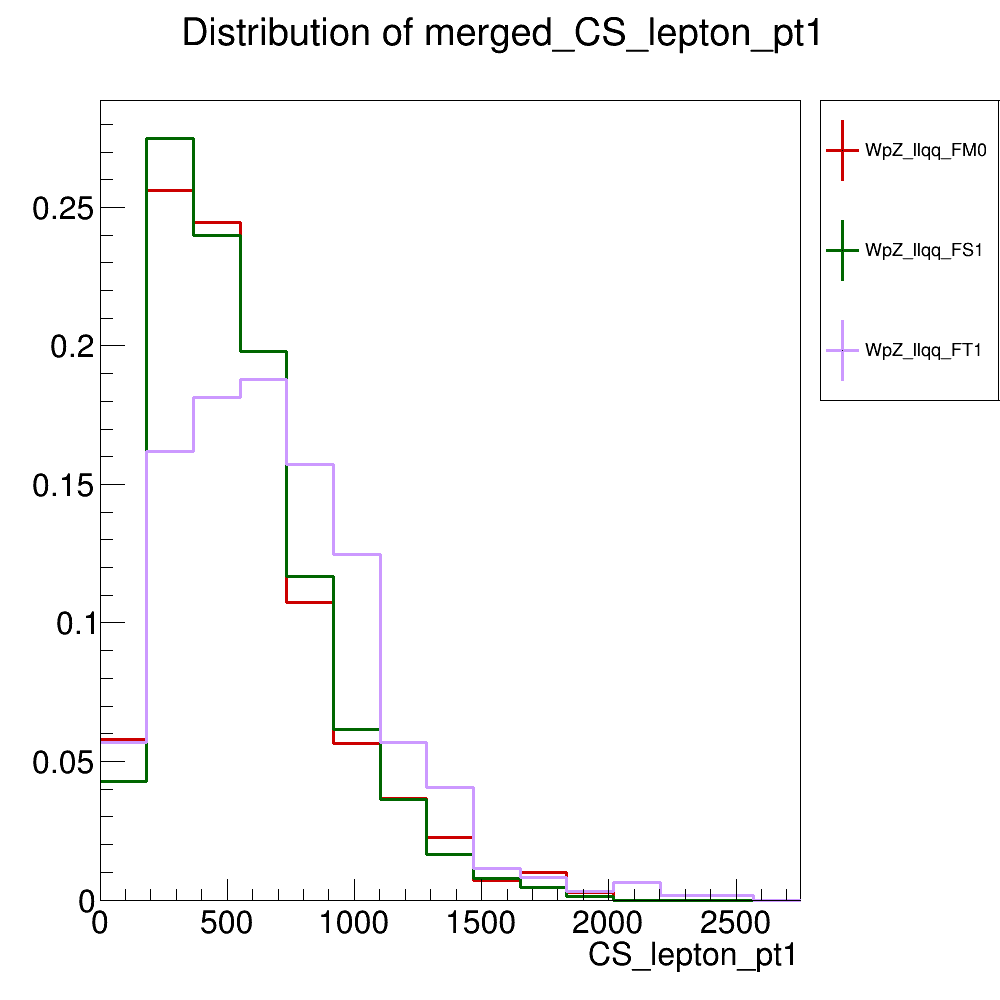 Distribution of merged_CS_lepton_pt1
WpZ_llqq_FM0
WpZ_llqq_FS1
WpZ_llqq_FT1
0.25
0.2
0.15
0.1
0.05
0
0 500 1000 1500 2000 2500
CS_lepton_pt1